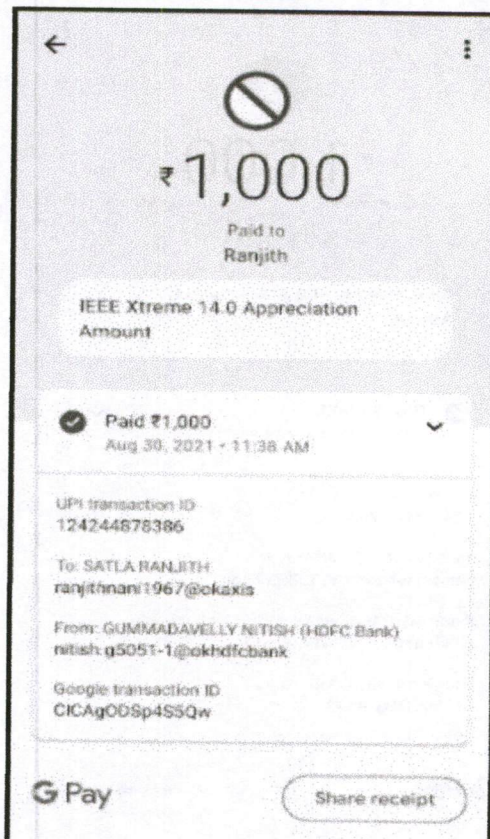 ₹1,000
Paid to
Ranjith
IEEE Xtreme 14.0 Appreciation
Amount
Paid ₹1,000
Aug 30, 2021 • 11:38 AM
UPI transaction ID
124244878386
To: SATLA RANJITH
ranjithnani1967@okaxis
From: GUMMADAVELLY NITISH (HDFC Bank)
nitish.g5051-1@okhdfcbank
Google transaction ID
CICAgODSp4S5Qw
G Pay
Share receipt